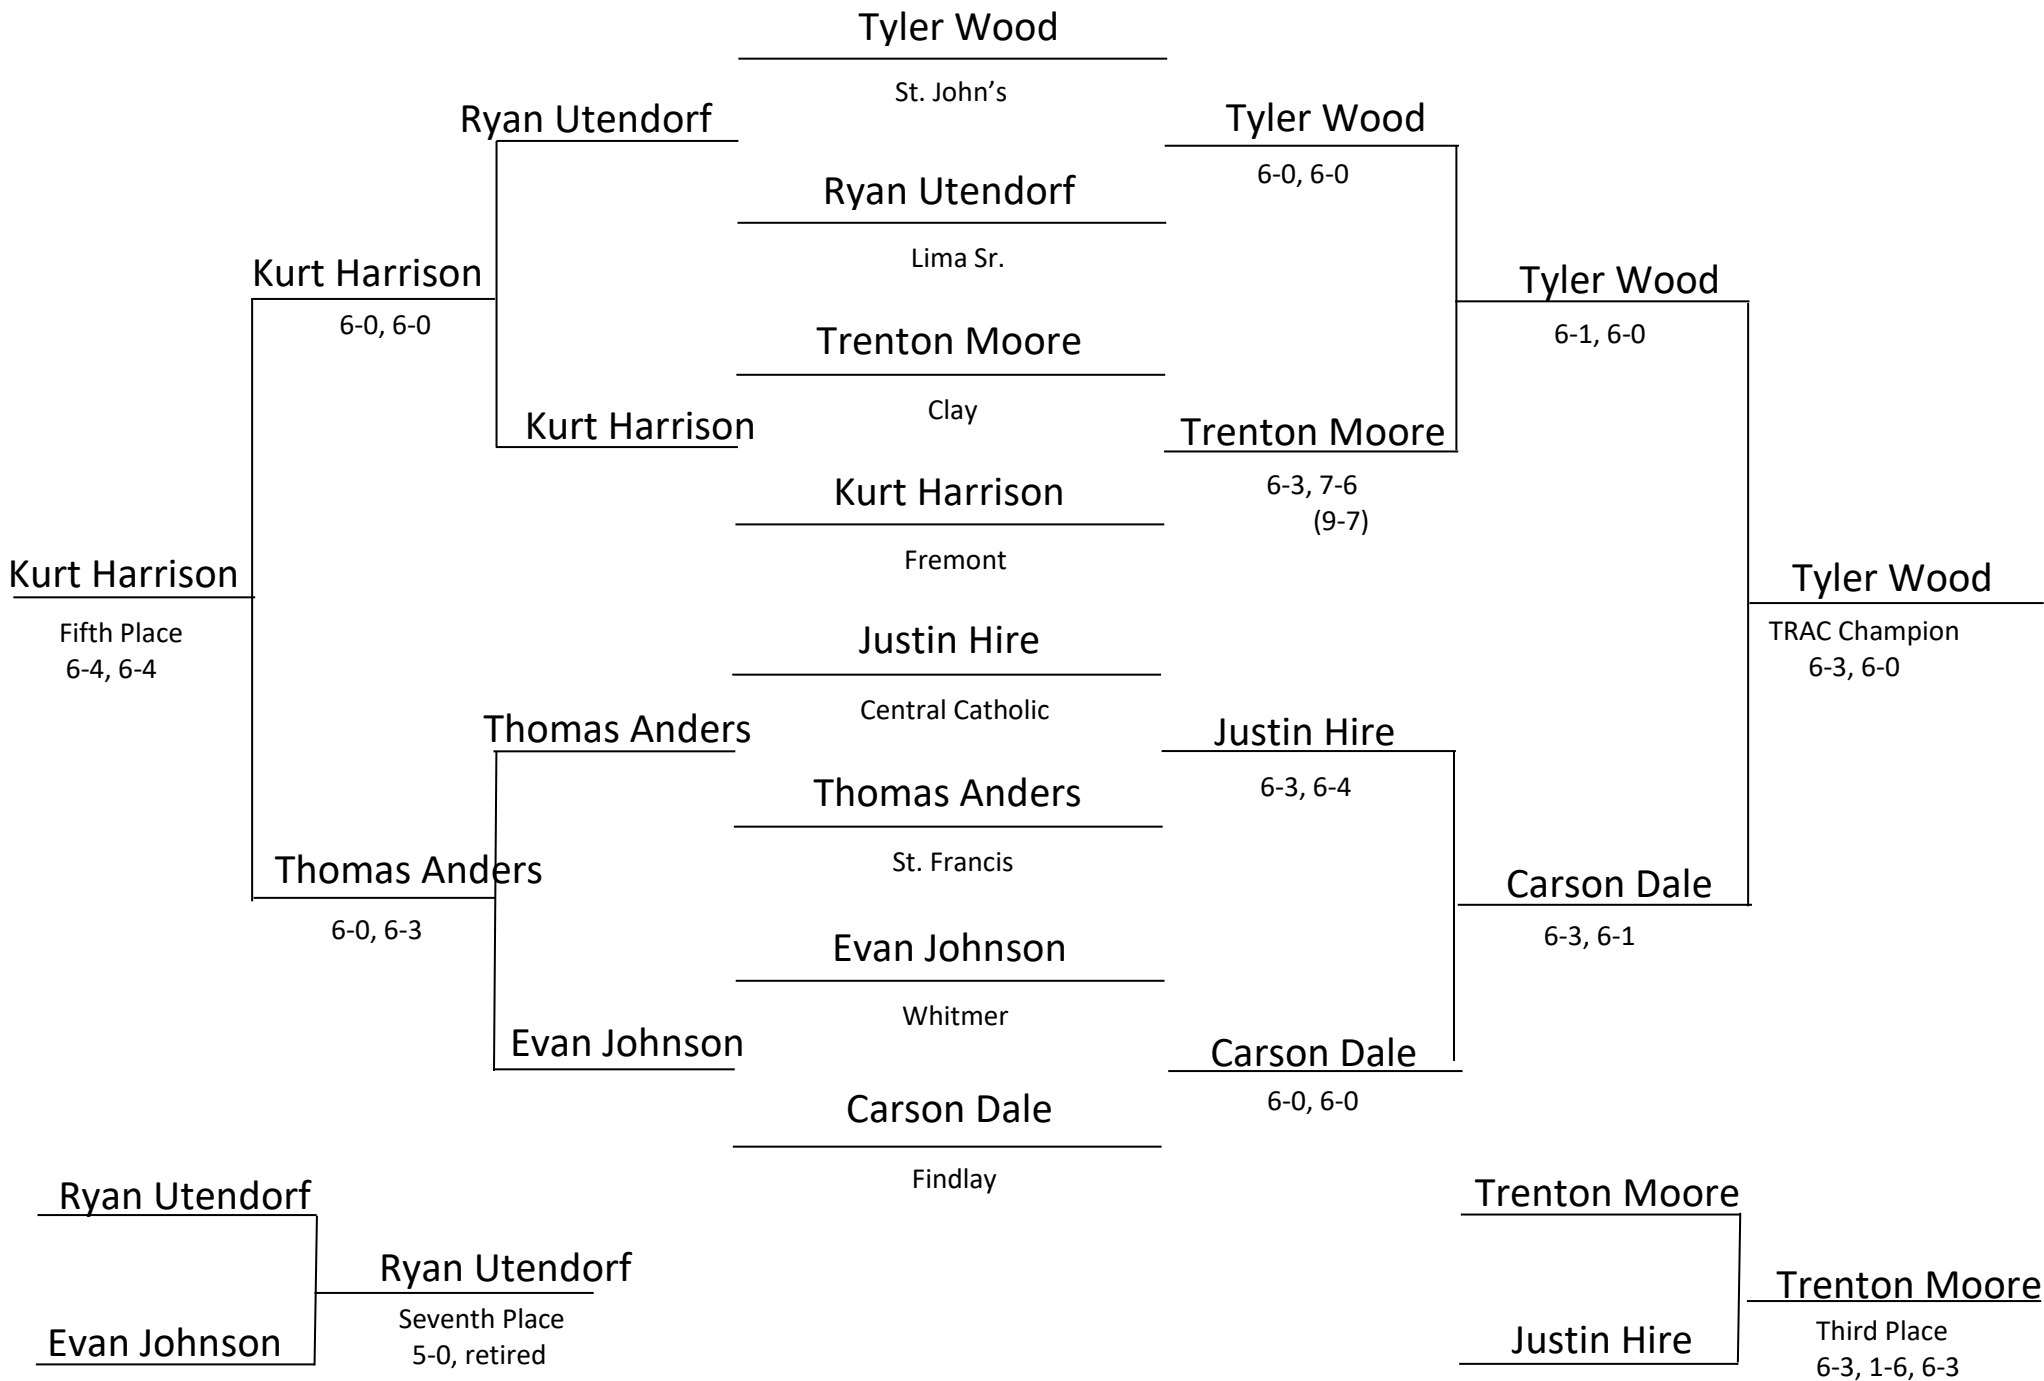 Tyler Wood
St. John’s
Ryan Utendorf
Tyler Wood
6-0, 6-0
Ryan Utendorf
Lima Sr.
Kurt Harrison
6-0, 6-0
Tyler Wood
6-1, 6-0
Trenton Moore
Clay
Kurt Harrison
Trenton Moore
6-3, 7-6
(9-7)
Kurt Harrison
Fremont
Kurt Harrison
Fifth Place
6-4, 6-4
Tyler Wood
TRAC Champion
6-3, 6-0
Justin Hire
Central Catholic
Thomas Anders
Justin Hire
6-3, 6-4
Thomas Anders
St. Francis
Thomas Anders
6-0, 6-3
Carson Dale
6-3, 6-1
Evan Johnson
Whitmer
Evan Johnson
Carson Dale
6-0, 6-0
Carson Dale
Findlay
Ryan Utendorf
Ryan Utendorf
Seventh Place
5-0, retired
Evan Johnson
Trenton Moore
Trenton Moore
Third Place
6-3, 1-6, 6-3
Justin Hire